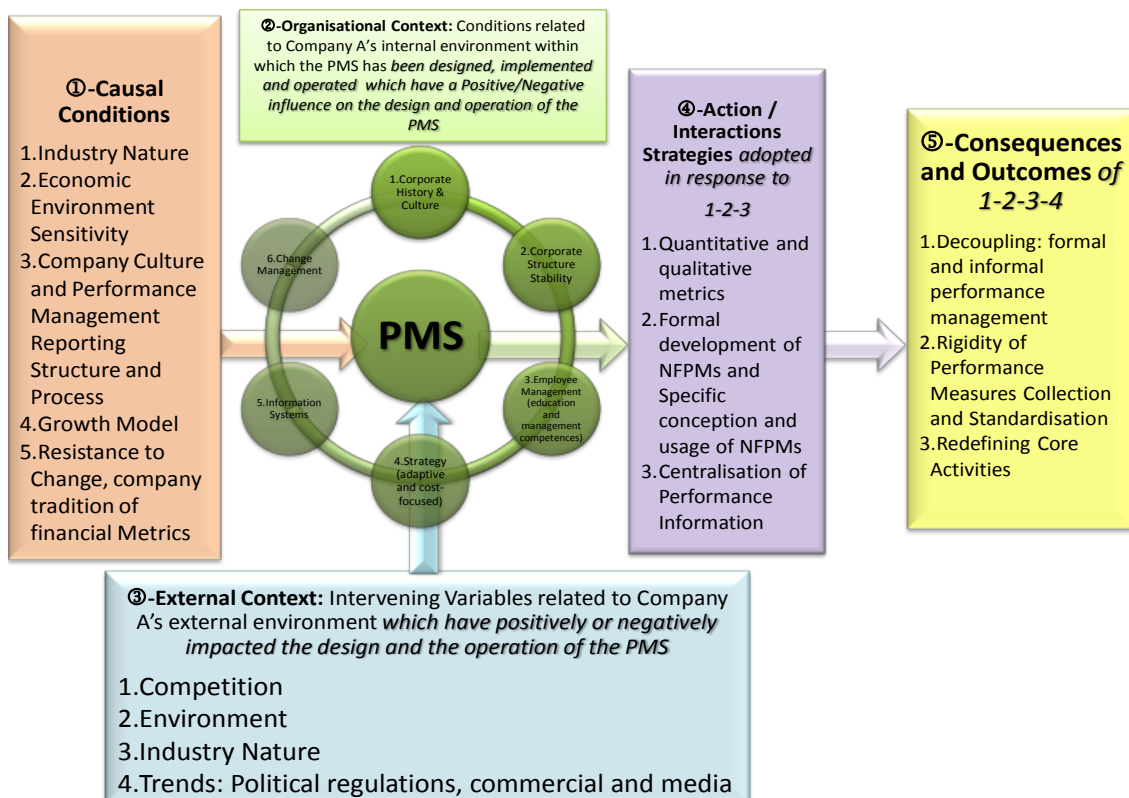 ①-Causal
Conditions
1.Industry Nature
2.Economic
Environment
Sensitivity
3.Company Culture
and Performance
Management
Reporting
Structure and
Process
4.Growth Model
5.Resistance to
Change, company
tradition of
financial Metrics
②-Organisational Context: Conditions related
to Company A's internal environment within
which the PMS has been designed, implemented
and operated which have a Positive/Negative
influence on the design and operation of the
PMS
1.Corporate
History &
Culture
2.Corporate
Structure
Stability
3.Employee
Management
(education
and
management
competences)
4.Strategy
(adaptive
and cost-
focused)
5.Information
Systems
6.Change
Management
PMS
③-External Context: Intervening Variables related to Company
A's external environment which have positively or negatively
impacted the design and the operation of the PMS
1.Competition
2.Environment
3.Industry Nature
4.Trends: Political regulations, commercial and media
④-Action /
Interactions
Strategies adopted
in response to
1-2-3
1.Quantitative and
qualitative
metrics
2.Formal
development of
NFPMs and
Specific
conception and
usage of NFPMs
3.Centralisation of
Performance
Information
⑤-Consequences
and Outcomes of
1-2-3-4
1.Decoupling: formal
and informal
performance
management
2.Rigidity of
Performance
Measures Collection
and Standardisation
3.Redefining Core
Activities